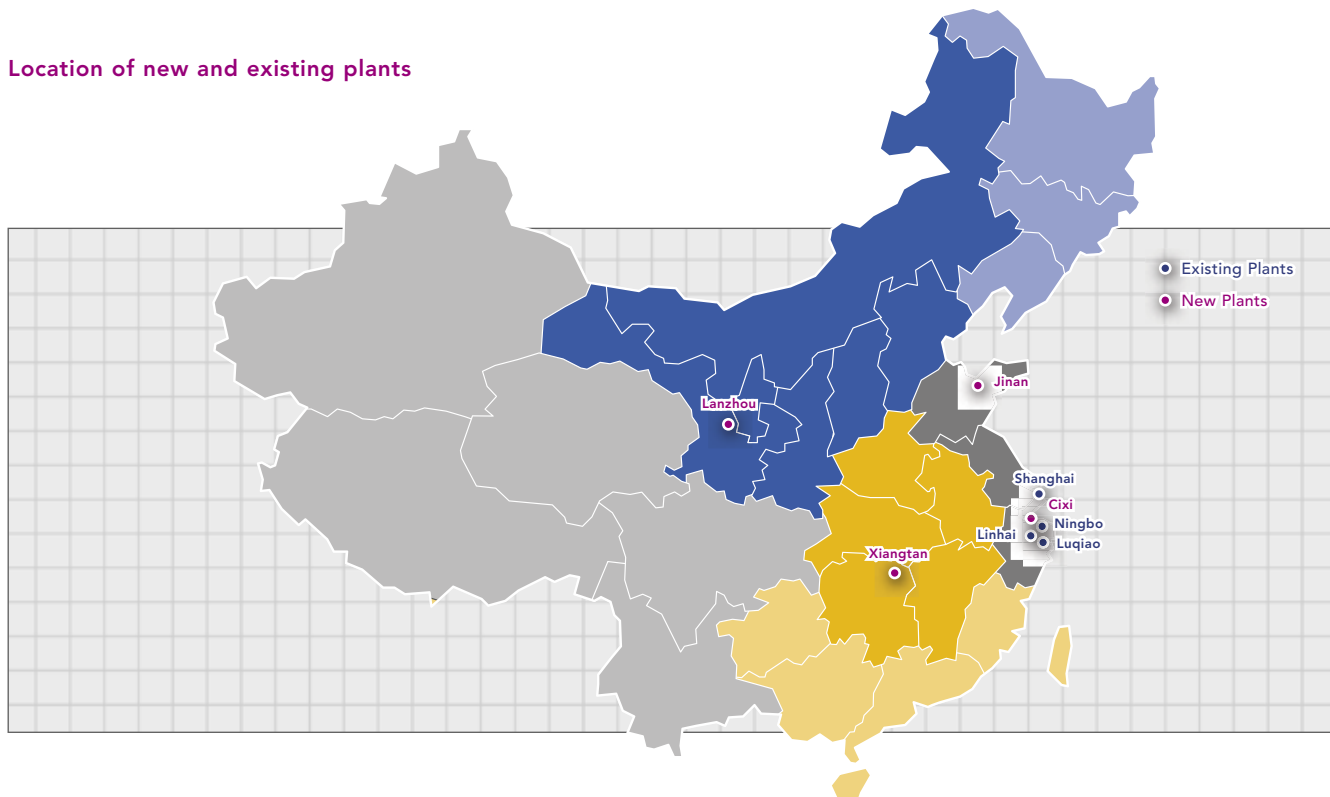 Location of new and existing plants
Existing Plants
New Plants
Jinan
Lanzhou
Shanghai
Cixi
Ningbo
Linhai
Luqiao
Xiangtan